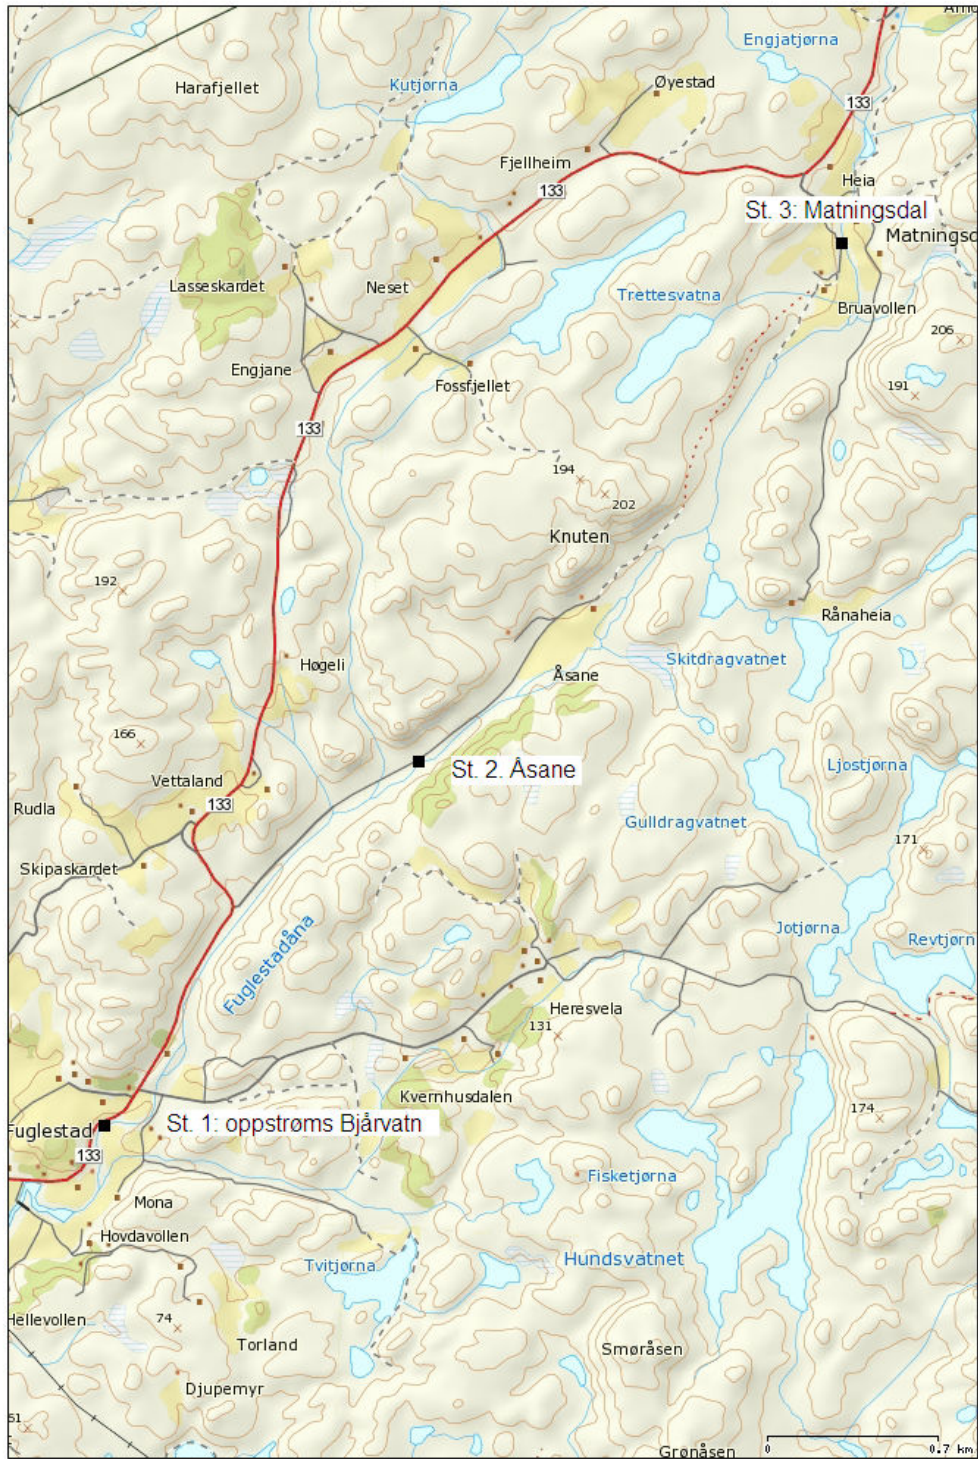 Engjatjørna
Harafjellet
Kutjørna
Øyestad
133
Fjellheim
133
Heia
St. 3: Matningsdal
Lasseskardet
Neset
Trettesvatna
Bruavollen
206
Engjane
Fossfjellet
191
133
194
202
Knuten
192
Rånaheia
Høgeli
Åsane
Skitdragvatnet
166
St. 2. Åsane
Vettaland
Ljostjørna
Rudla
133
Gulldragvatnet
171
Skipaskardet
Fuglestadåna
Jotjørna
Revtjørn
Heresvela
131
Kvernhusdalen
174
St. 1: oppstrøms Bjårvatn
Fuglestad
133
Fisketjørna
Mona
Hovdavollen
Tvitjørna
Hundsvatnet
Hellevollen
74
Torland
Smøråsen
Djupemyr
Grønåsen
0
0.7 km